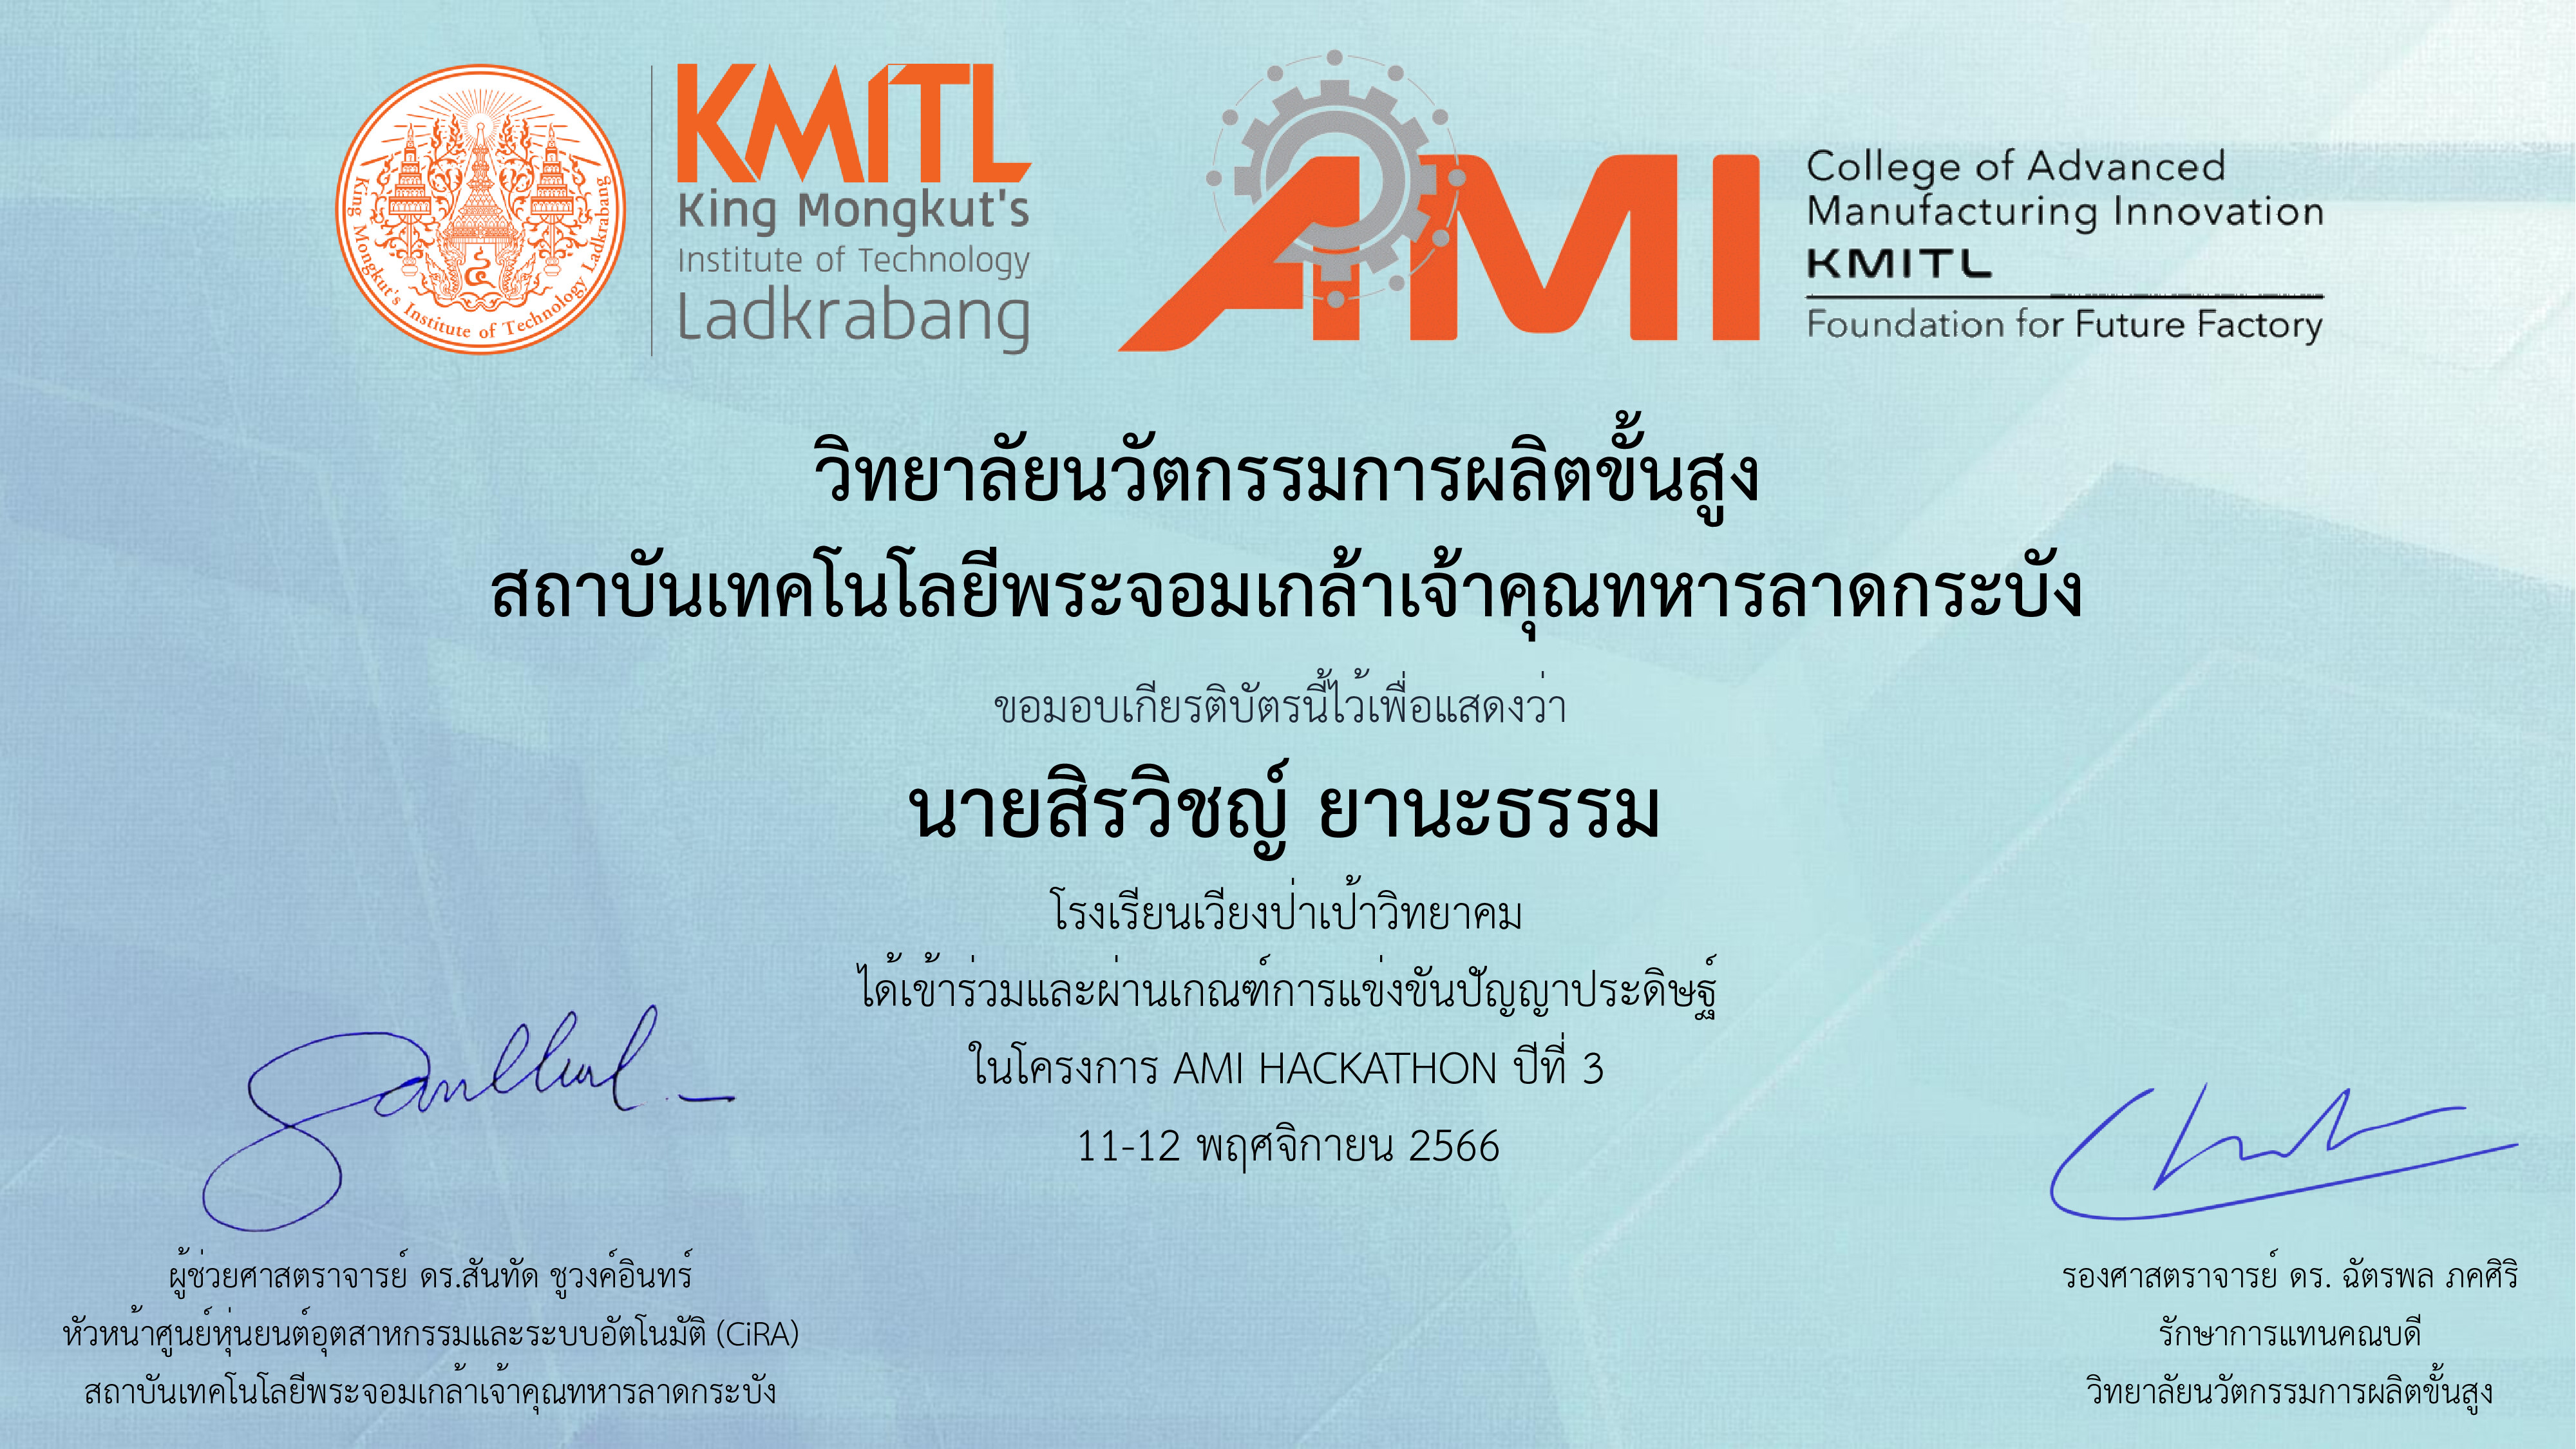 King Mongkut's Institute of Technology Ladkrabang
KMITL
King Mongkut's
Institute of Technology
Ladkrabang
AMI
College of Advanced
Manufacturing Innovation
KMITL
Foundation for Future Factory
วิทยาลัยนวัตกรรมการผลิตขั้นสูง
สถาบันเทคโนโลยีพระจอมเกล้าเจ้าคุณทหารลาดกระบัง
ขอมอบเกียรติบัตรนี้ไว้เพื่อแสดงว่า
นายสิรวิชญ์ ยานะธรรม
โรงเรียนเวียงป่าเป้าวิทยาคม
ได้เข้าร่วมและผ่านเกณฑ์การแข่งขันปัญญาประดิษฐ์
ในโครงการ AMI HACKATHON ปีที่ 3
11-12 พฤศจิกายน 2566
ผู้ช่วยศาสตราจารย์ ดร.สันทัด ชูวงค์อินทร์
หัวหน้าศูนย์หุ่นยนต์อุตสาหกรรมและระบบอัตโนมัติ (CiRA)
สถาบันเทคโนโลยีพระจอมเกล้าเจ้าคุณทหารลาดกระบัง
รองศาสตราจารย์ ดร. ฉัตรพล ภคศิริ
รักษาการแทนคณบดี
วิทยาลัยนวัตกรรมการผลิตขั้นสูง